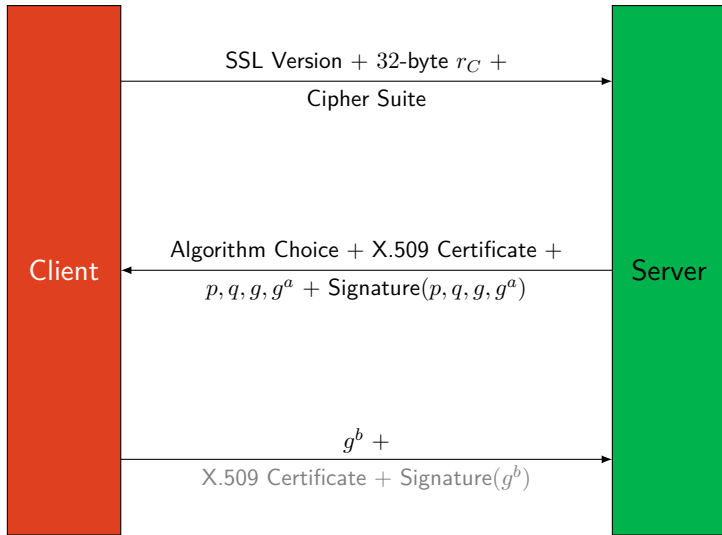 SSL Version + 32-byte r_C +
Cipher Suite
Algorithm Choice + X.509 Certificate +
Client
Server
p, q, g, g^a + Signature(p, q, g, g^a)
g^b +
X.509 Certificate + Signature(g^b)